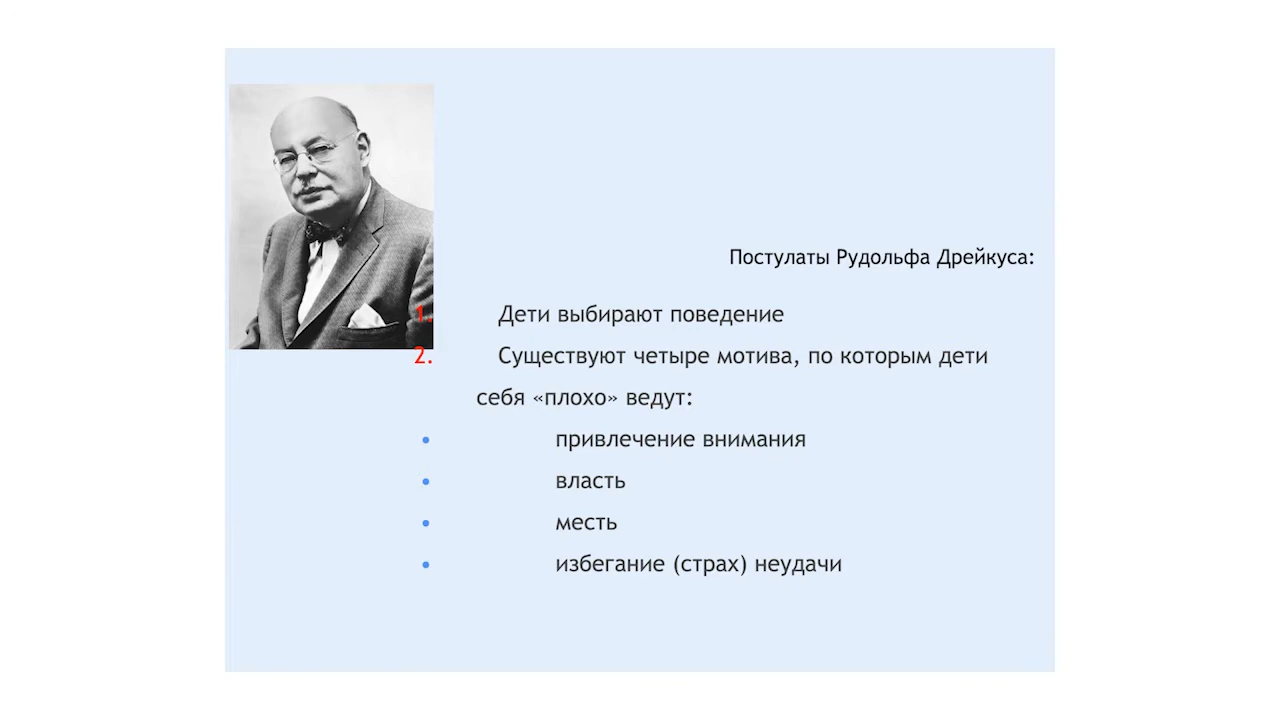 Постулаты Рудольфа Дрейкуса:
1. Дети выбирают поведение
2. Существуют четыре мотива, по которым дети
себя «плохо» ведут:
• привлечение внимания
• власть
• месть
• избегание (страх) неудачи